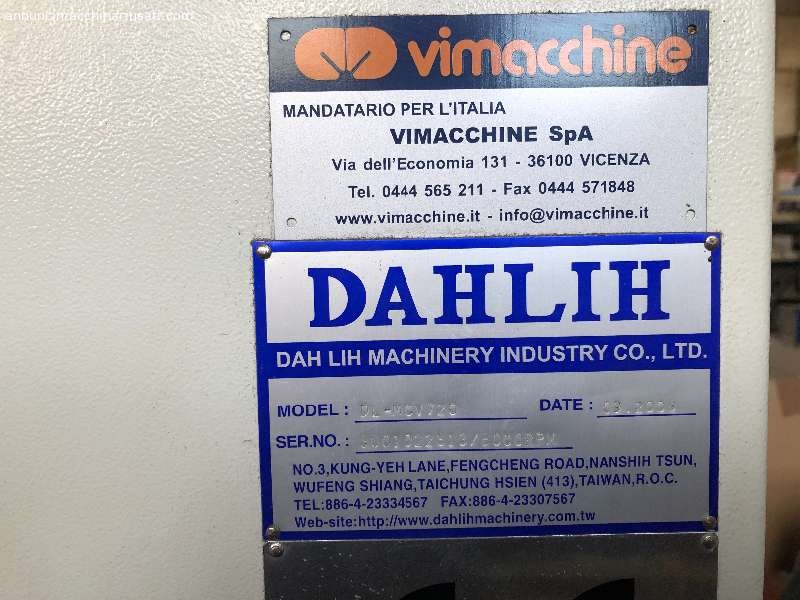 annuncimacchinariusati.com
vimacchine
MANDATARIO PER L'ITALIA
VIMACCHINE SpA
Via dell'Economia 131 - 36100 VICENZA
Tel. 0444 565 211 - Fax 0444 571848
www.vimacchine.it - info@vimacchine.it
DAHLIH
DAH LIH MACHINERY INDUSTRY CO., LTD.
MODEL : DATE :
SER.NO. :
NO.3,KUNG-YEH LANE,FENGCHENG ROAD,NANSHIH TSUN,
WUFENG SHIANG,TAICHUNG HSIEN (413),TAIWAN,R.O.C.
TEL:886-4-23334567 FAX:886-4-23307567
Web-site:http://www.dahlihmachinery.com.tw